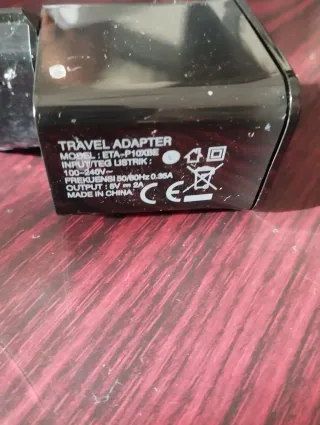 TRAVEL ADAPTER
MODEL : ETA-P10XBE
INPUT/TEG LISTRIK :
100-240V~
FREKUENSI 50/60Hz 0.35A
OUTPUT : 5V ⎓ 2A
MADE IN CHINA
CE